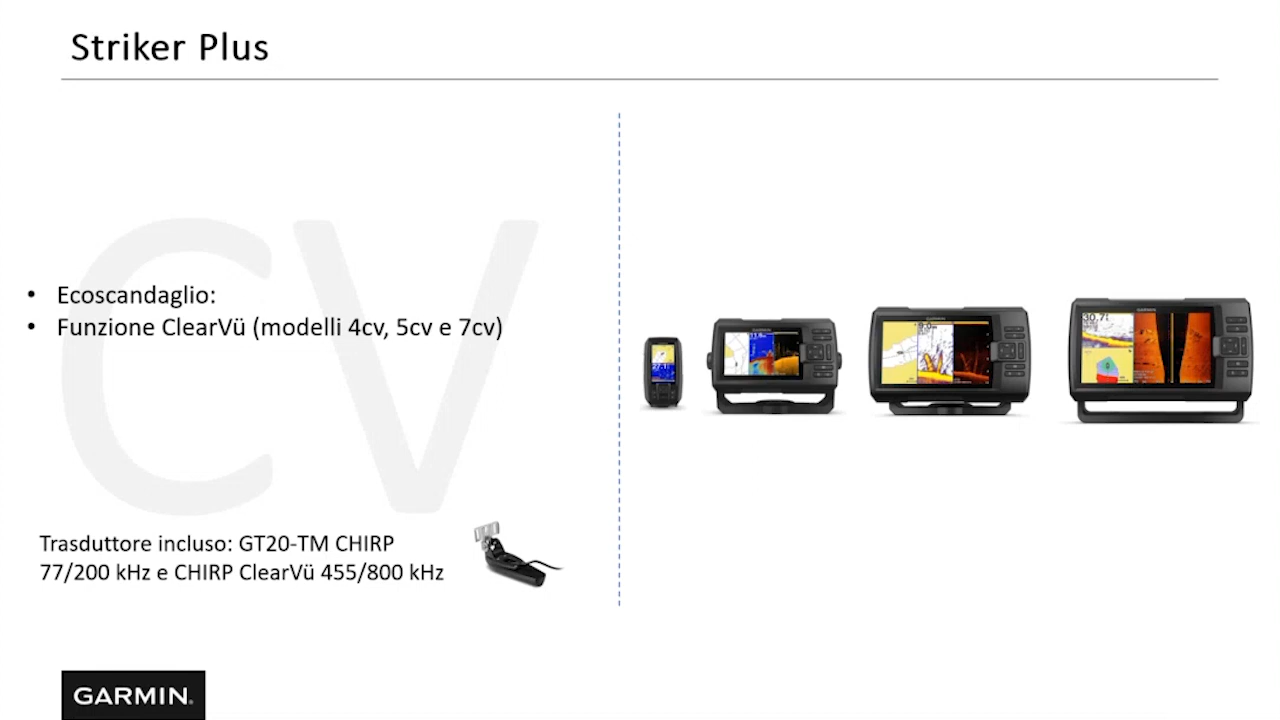 Striker Plus
CV
• Ecoscandaglio:
• Funzione ClearVü (modelli 4cv, 5cv e 7cv)
Trasduttore incluso: GT20-TM CHIRP
77/200 kHz e CHIRP ClearVü 455/800 kHz
GARMIN.